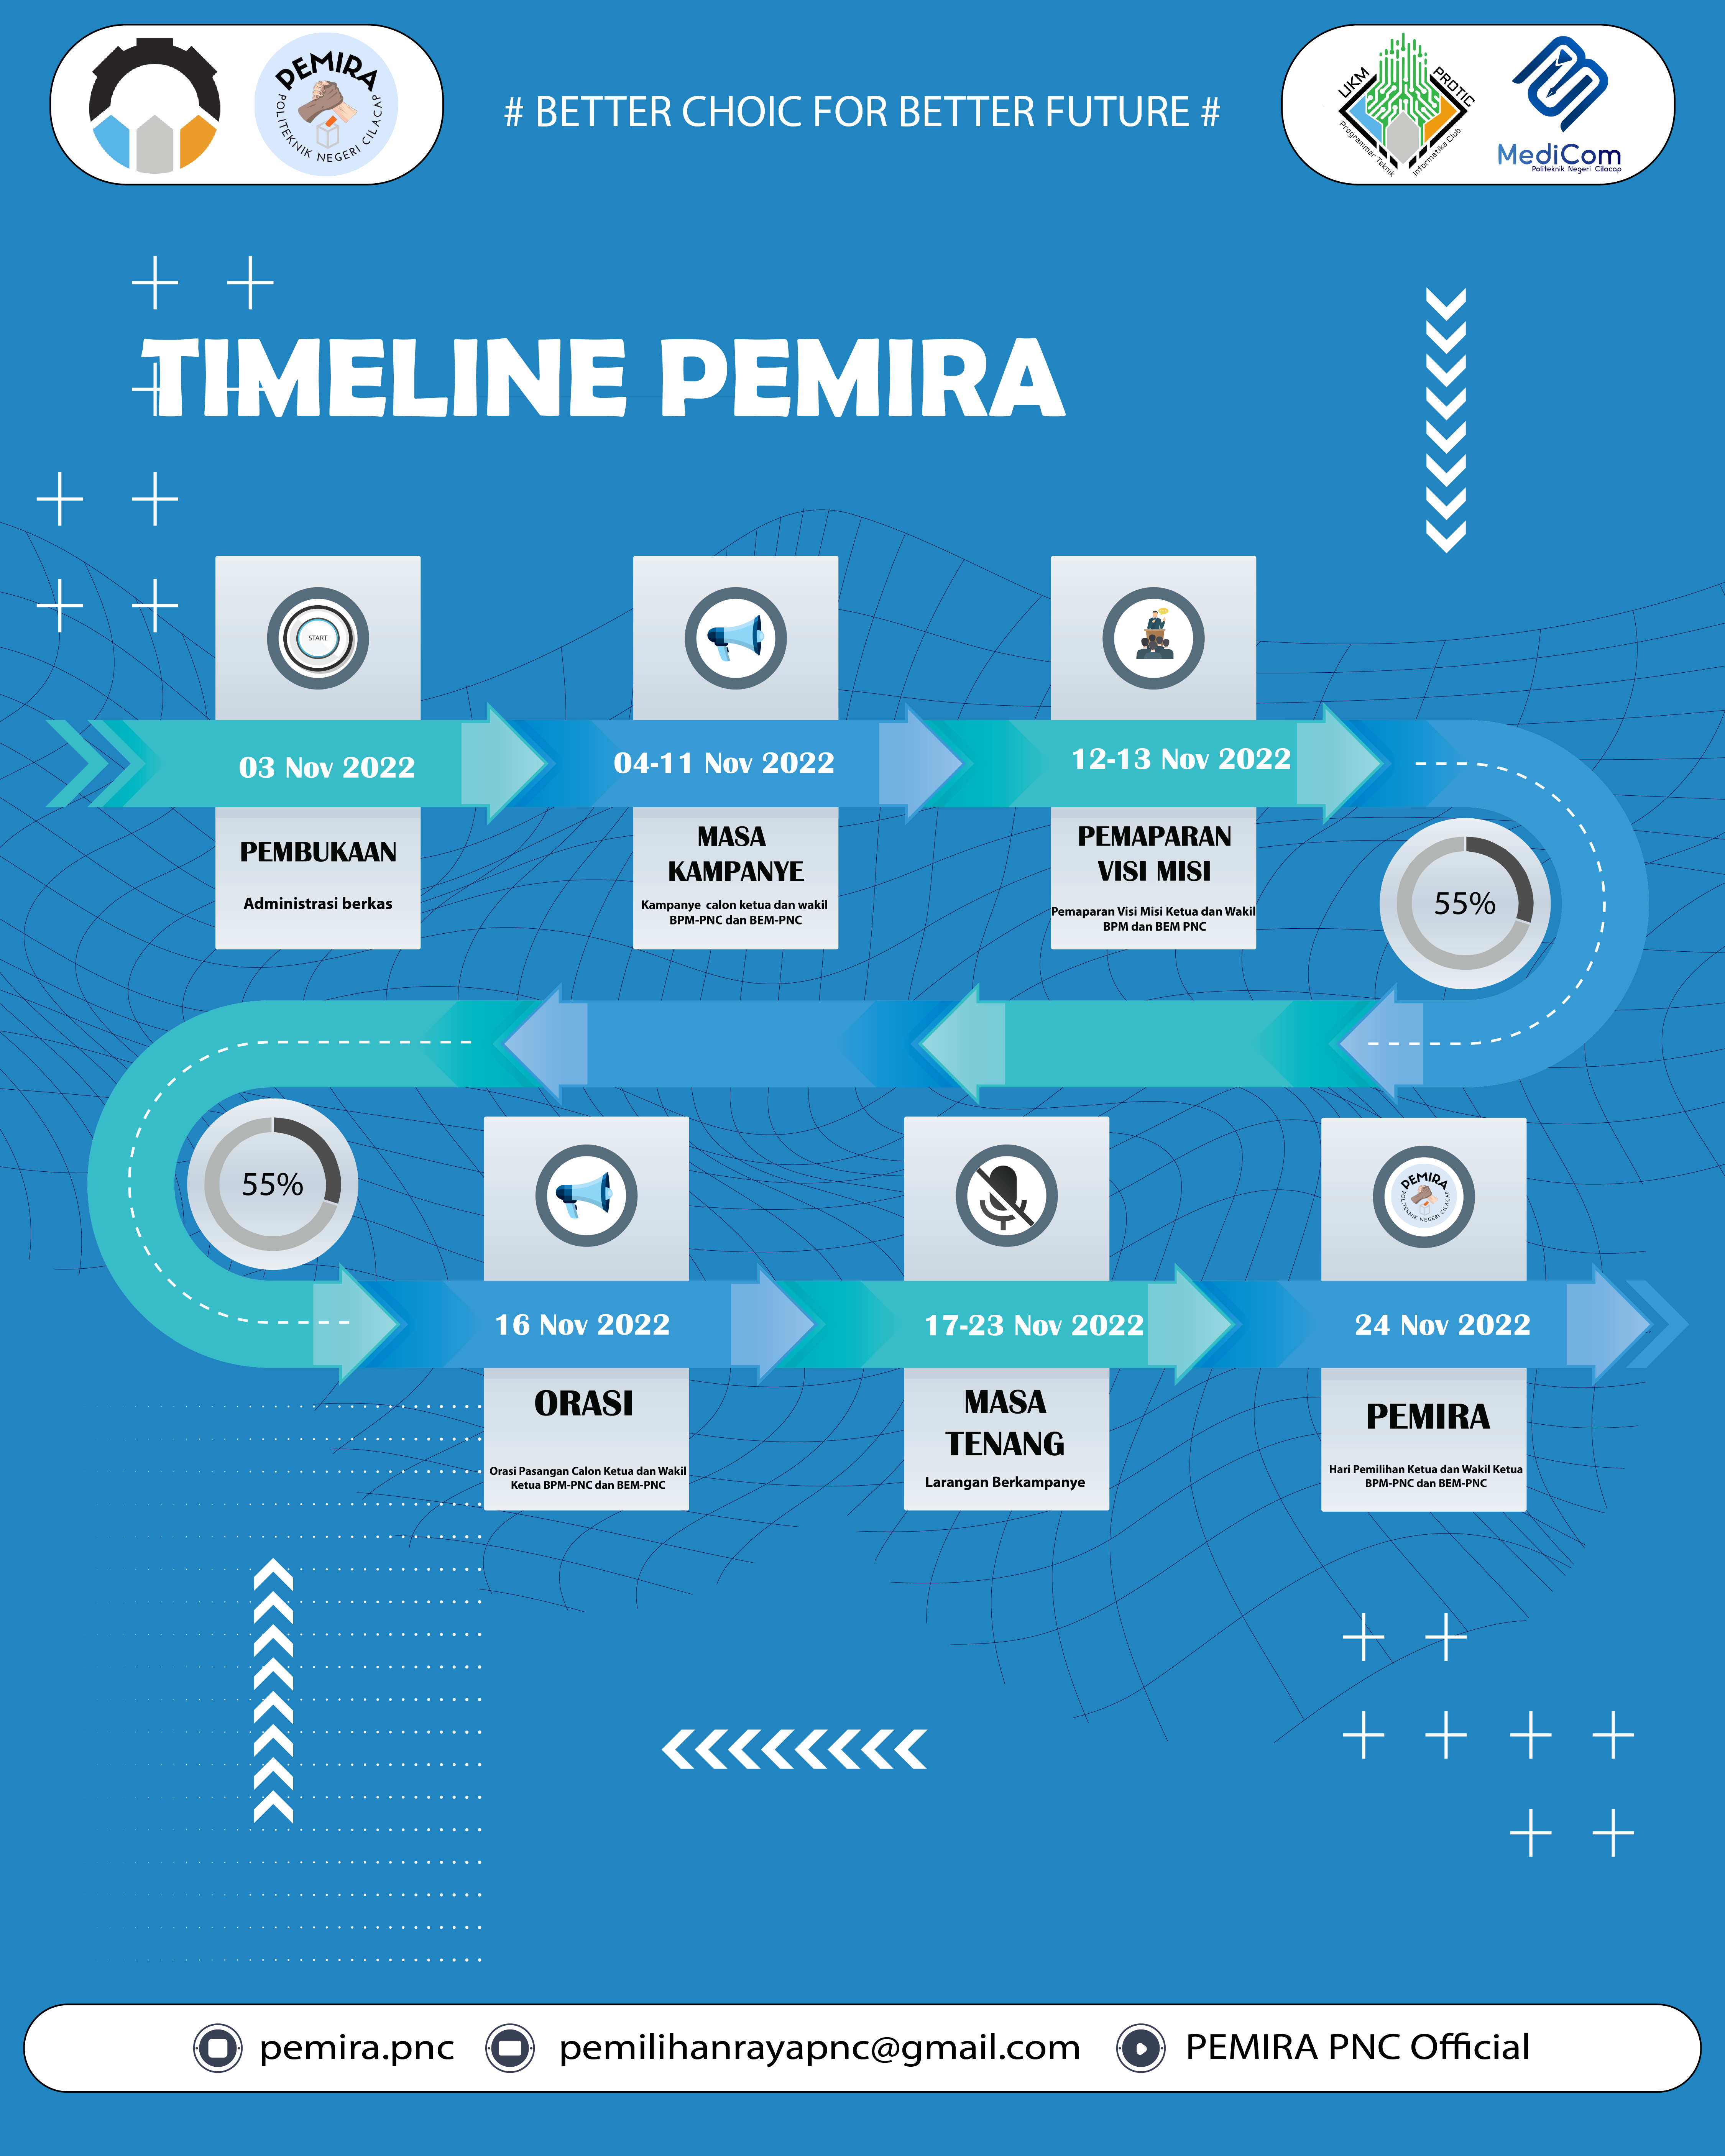 PEMIRA
POLITEKNIK NEGERI CILACAP
# BETTER CHOIC FOR BETTER FUTURE #
UKM PROTIC
Programmer Teknik Informatika Club
MediCom
Politeknik Negeri Cilacap
TIMELINE PEMIRA
START
03 Nov 2022
PEMBUKAAN
Administrasi berkas
04-11 Nov 2022
MASA
KAMPANYE
Kampanye calon ketua dan wakil
BPM-PNC dan BEM-PNC
12-13 Nov 2022
PEMAPARAN
VISI MISI
Pemaparan Visi Misi Ketua dan Wakil
BPM dan BEM PNC
55%
55%
16 Nov 2022
ORASI
Orasi Pasangan Calon Ketua dan Wakil
Ketua BPM-PNC dan BEM-PNC
17-23 Nov 2022
MASA
TENANG
Larangan Berkampanye
PEMIRA
POLITEKNIK NEGERI CILACAP
24 Nov 2022
PEMIRA
Hari Pemilihan Ketua dan Wakil Ketua
BPM-PNC dan BEM-PNC
pemira.pnc
pemilihanrayapnc@gmail.com
PEMIRA PNC Official